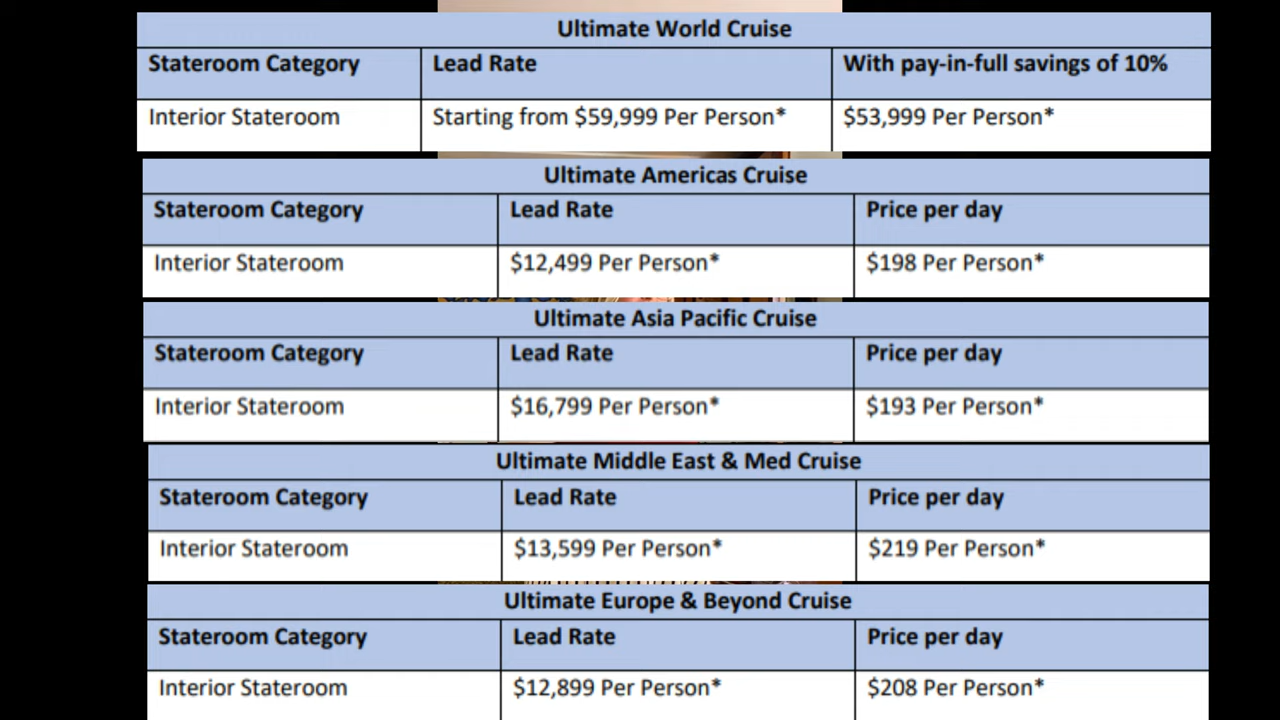 Ultimate World Cruise
Stateroom Category Lead Rate With pay-in-full savings of 10%
Interior Stateroom Starting from $59,999 Per Person* $53,999 Per Person*
Ultimate Americas Cruise
Stateroom Category Lead Rate Price per day
Interior Stateroom $12,499 Per Person* $198 Per Person*
Ultimate Asia Pacific Cruise
Stateroom Category Lead Rate Price per day
Interior Stateroom $16,799 Per Person* $193 Per Person*
Ultimate Middle East & Med Cruise
Stateroom Category Lead Rate Price per day
Interior Stateroom $13,599 Per Person* $219 Per Person*
Ultimate Europe & Beyond Cruise
Stateroom Category Lead Rate Price per day
Interior Stateroom $12,899 Per Person* $208 Per Person*